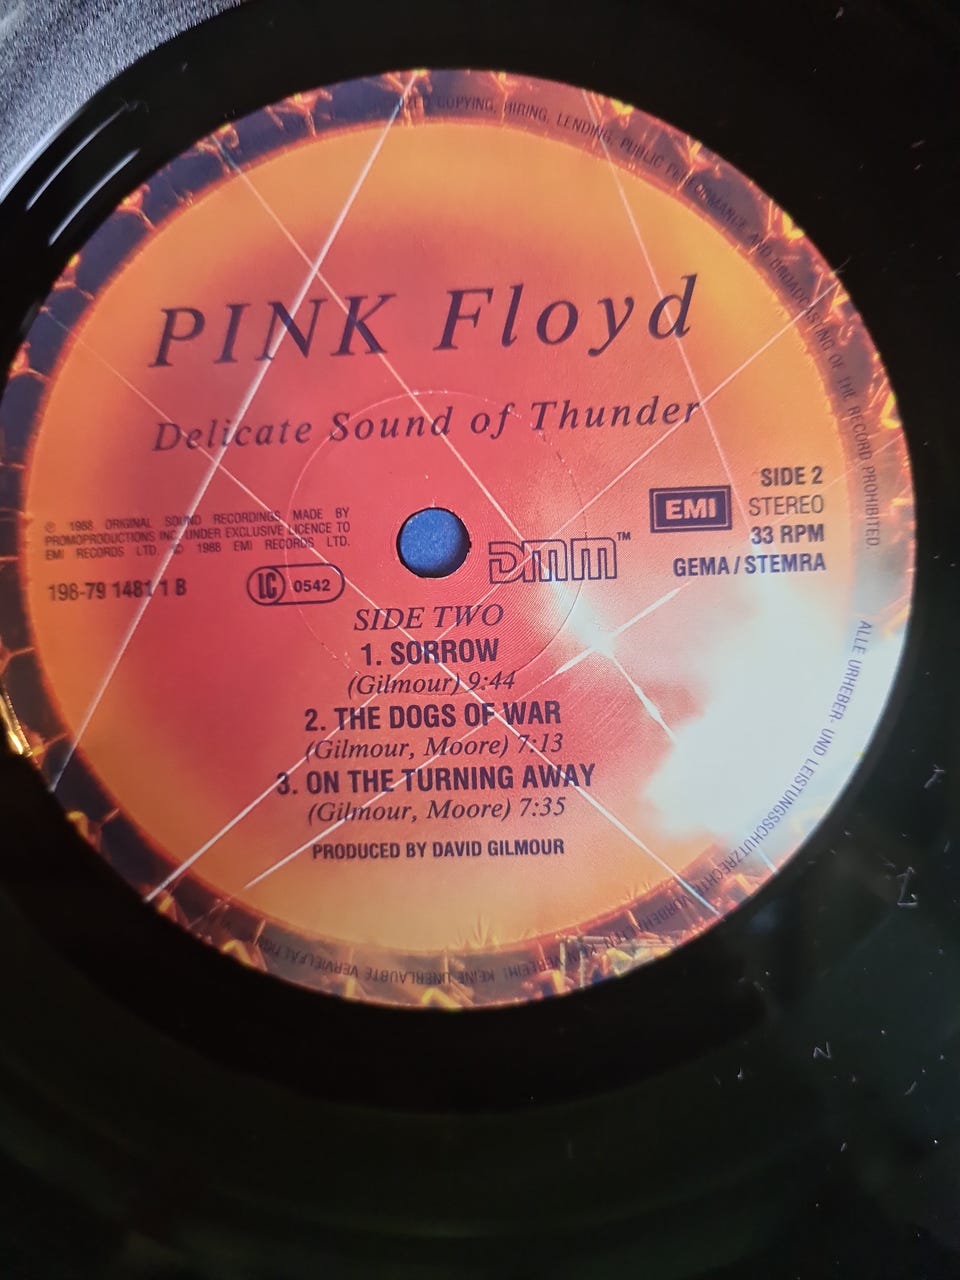 COPYING, HIRING, LENDING, PUBLIC PERFORMANCE AND BROADCASTING OF THE RECORD PROHIBITED.
PINK Floyd
Delicate Sound of Thunder
SIDE 2
EMI STEREO
33 RPM
GEMA/STEMRA
℗ 1988 ORIGINAL SOUND RECORDINGS MADE BY
PROMOPRODUCTIONS INC. UNDER EXCLUSIVE LICENCE TO
EMI RECORDS LTD. © 1988 EMI RECORDS LTD.
198-79 1481 1 B
LC 0542
DMM™
SIDE TWO
1. SORROW
(Gilmour) 9:44
2. THE DOGS OF WAR
(Gilmour, Moore) 7:13
3. ON THE TURNING AWAY
(Gilmour, Moore) 7:35
PRODUCED BY DAVID GILMOUR
ALLE URHEBER- UND LEISTUNGSSCHUTZRECHTE VORBEHALTEN. KEIN VERLEIH! KEINE UNERLAUBTE VERVIELFÄLTIGUNG